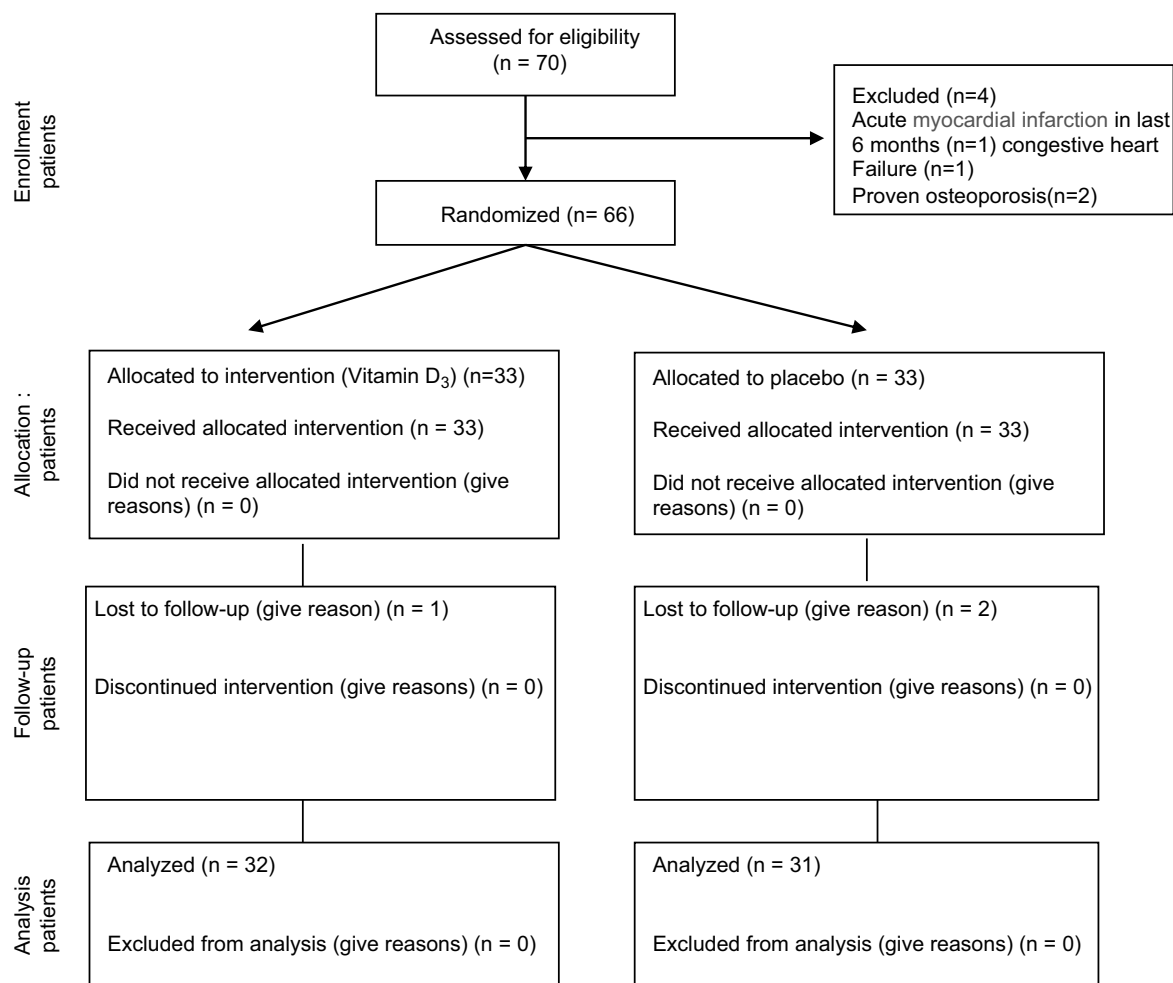 Assessed for eligibility
(n = 70)
Enrollment
patients
Excluded (n=4)
Acute myocardial infarction in last
6 months (n=1) congestive heart
Failure (n=1)
Proven osteoporosis(n=2)
Randomized (n= 66)
Allocation :
patients
Allocated to intervention (Vitamin D₃) (n=33)
Received allocated intervention (n = 33)
Did not receive allocated intervention (give
reasons) (n = 0)
Allocated to placebo (n = 33)
Received allocated intervention (n = 33)
Did not receive allocated intervention (give
reasons) (n = 0)
Follow-up
patients
Lost to follow-up (give reason) (n = 1)
Discontinued intervention (give reasons) (n = 0)
Lost to follow-up (give reason) (n = 2)
Discontinued intervention (give reasons) (n = 0)
Analysis
patients
Analyzed (n = 32)
Excluded from analysis (give reasons) (n = 0)
Analyzed (n = 31)
Excluded from analysis (give reasons) (n = 0)